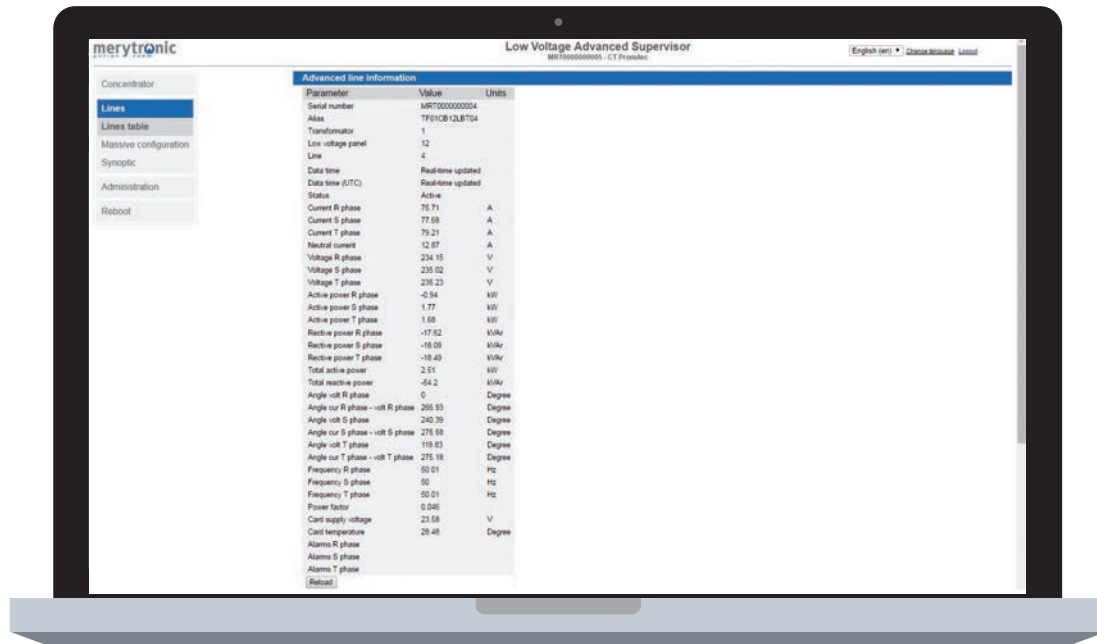 merytronic
Low Voltage Advanced Supervisor
MRT0000000005 - CT Pronutec
English (en) Change language Logout
Concentrator
Lines
Lines table
Massive configuration
Synoptic
Administration
Reboot
Advanced line information
Parameter Value Units
Serial number MRT0000000004
Alias TF01CB12LBT04
Transformator 1
Low voltage panel 12
Line 4
Data time Real-time updated
Data time (UTC) Real-time updated
Status Active
Current R phase 75.71 A
Current S phase 77.68 A
Current T phase 79.21 A
Neutral current 12.87 A
Voltage R phase 234.15 V
Voltage S phase 235.02 V
Voltage T phase 235.23 V
Active power R phase -0.94 kW
Active power S phase 1.77 kW
Active power T phase 1.68 kW
Rective power R phase -17.62 kVAr
Rective power S phase -18.09 kVAr
Rective power T phase -18.49 kVAr
Total active power 2.51 kW
Total reactive power -54.2 kVAr
Angle volt R phase 0 Degree
Angle cur R phase - volt R phase 266.93 Degree
Angle volt S phase 240.39 Degree
Angle cur S phase - volt S phase 275.58 Degree
Angle volt T phase 119.83 Degree
Angle cur T phase - volt T phase 275.18 Degree
Frequency R phase 50.01 Hz
Frequency S phase 50 Hz
Frequency T phase 50.01 Hz
Power factor 0.046
Card supply voltage 23.58 V
Card temperature 28.48 Degree
Alarms R phase
Alarms S phase
Alarms T phase
Reload